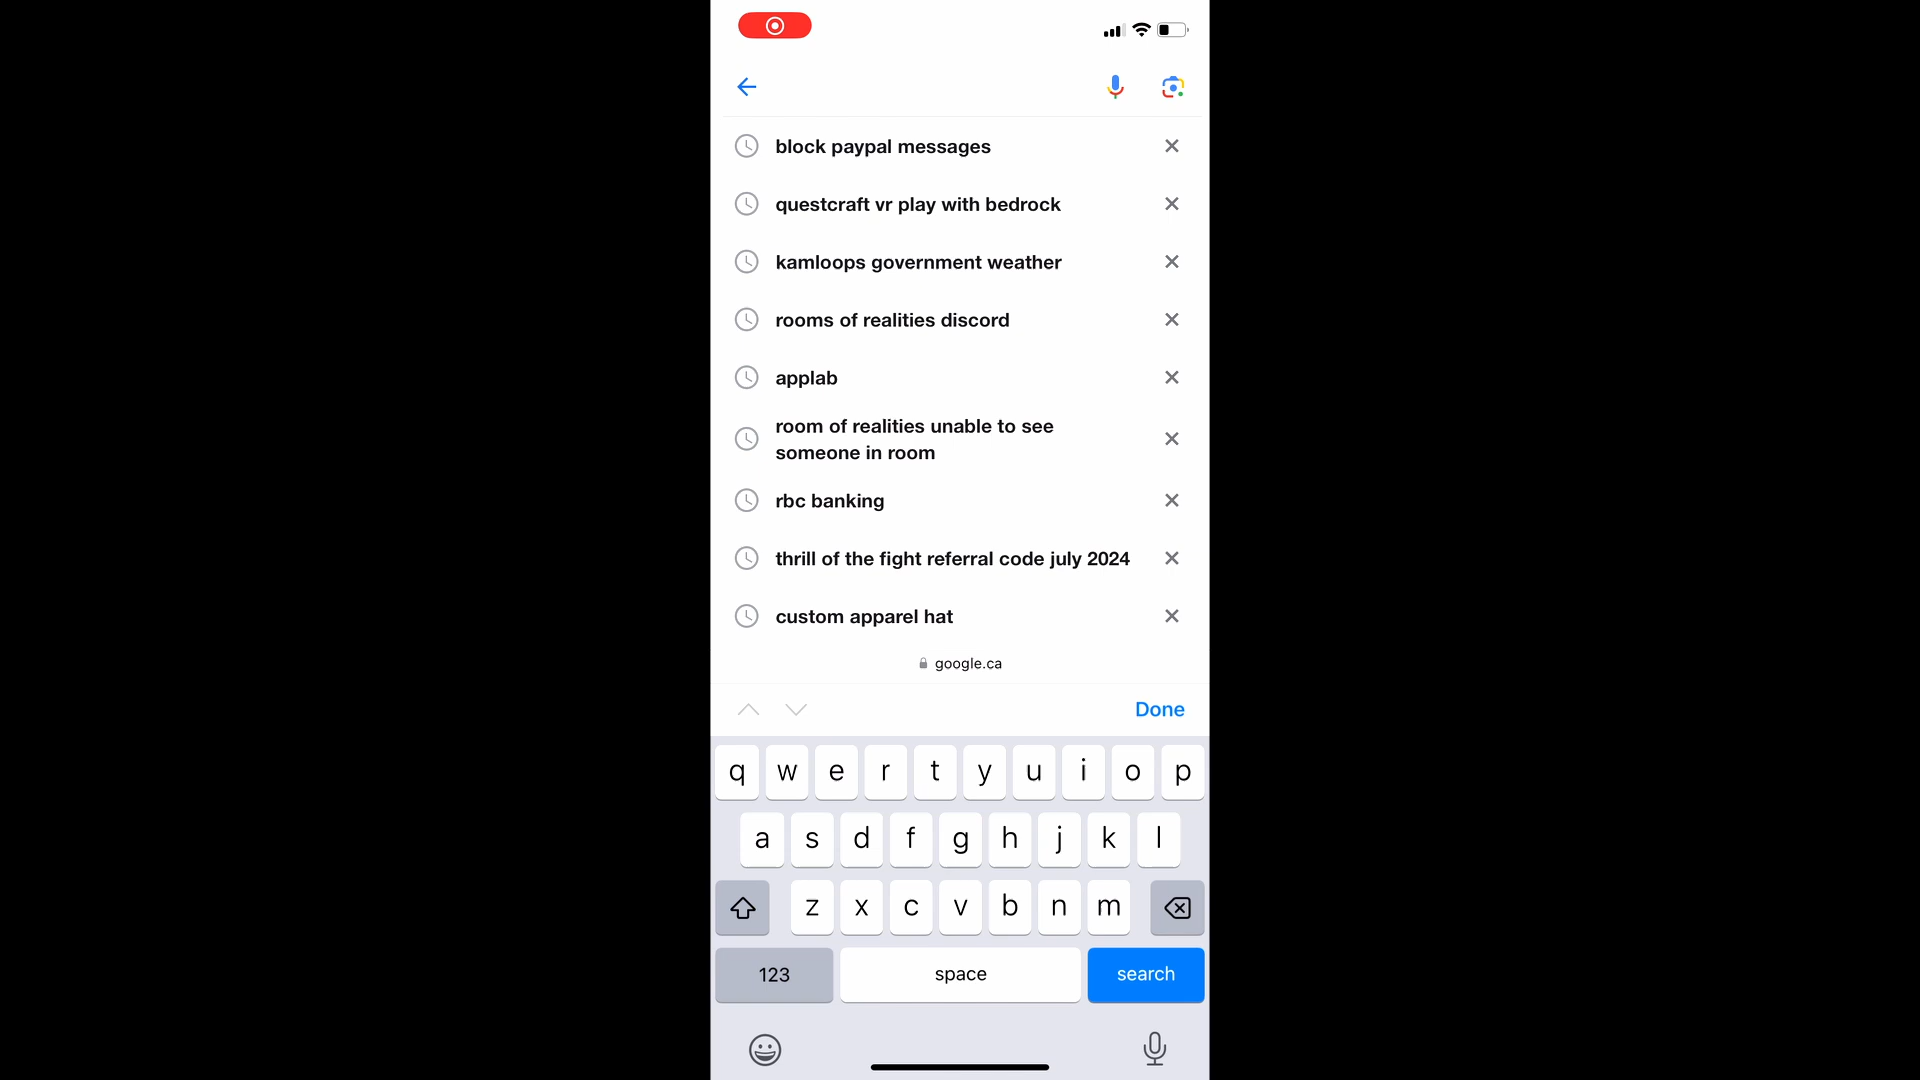 block paypal messages
questcraft vr play with bedrock
kamloops government weather
rooms of realities discord
applab
room of realities unable to see
someone in room
rbc banking
thrill of the fight referral code july 2024
custom apparel hat
google.ca
Done
q w e r t y u i o p
a s d f g h j k l
z x c v b n m
123 space search